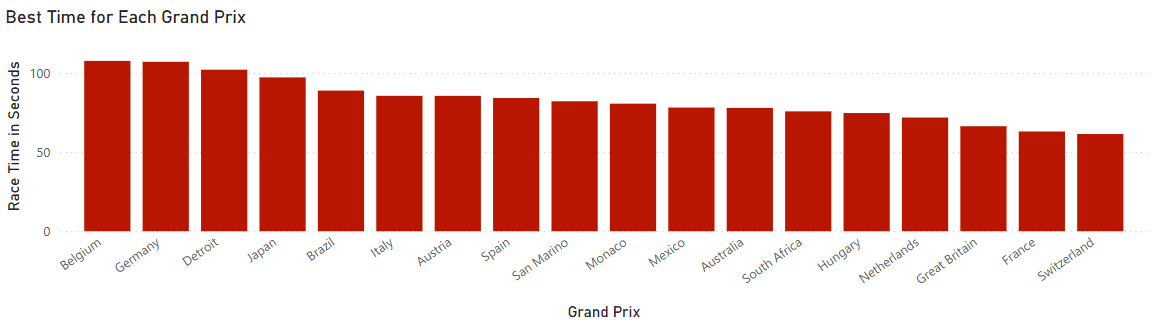 Best Time for Each Grand Prix
Race Time in Seconds
100
50
0
Belgium
Germany
Detroit
Japan
Brazil
Italy
Austria
Spain
San Marino
Monaco
Mexico
Australia
South Africa
Hungary
Netherlands
Great Britain
France
Switzerland
Grand Prix